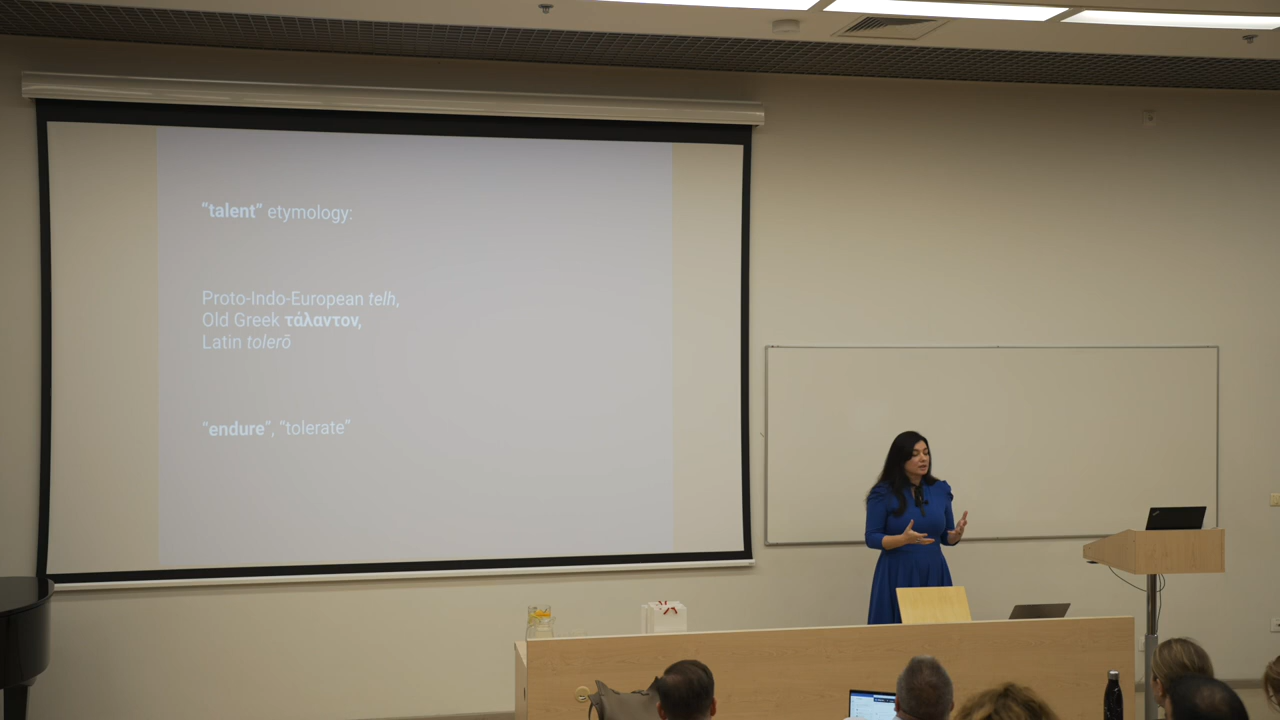 “talent“ etymology:
Proto-Indo-European telh,
Old Greek τάλαντον,
Latin tolerō
“endure”, “tolerate”